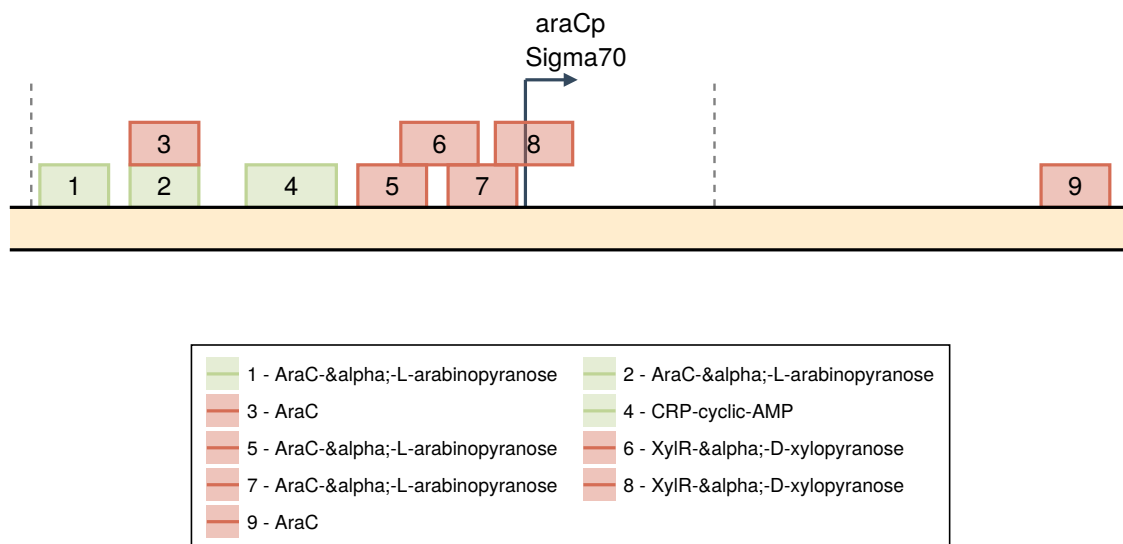 araCp
Sigma70
3
6
8
1
2
4
5
7
9
1 - AraC-&alpha;-L-arabinopyranose
2 - AraC-&alpha;-L-arabinopyranose
3 - AraC
4 - CRP-cyclic-AMP
5 - AraC-&alpha;-L-arabinopyranose
6 - XylR-&alpha;-D-xylopyranose
7 - AraC-&alpha;-L-arabinopyranose
8 - XylR-&alpha;-D-xylopyranose
9 - AraC